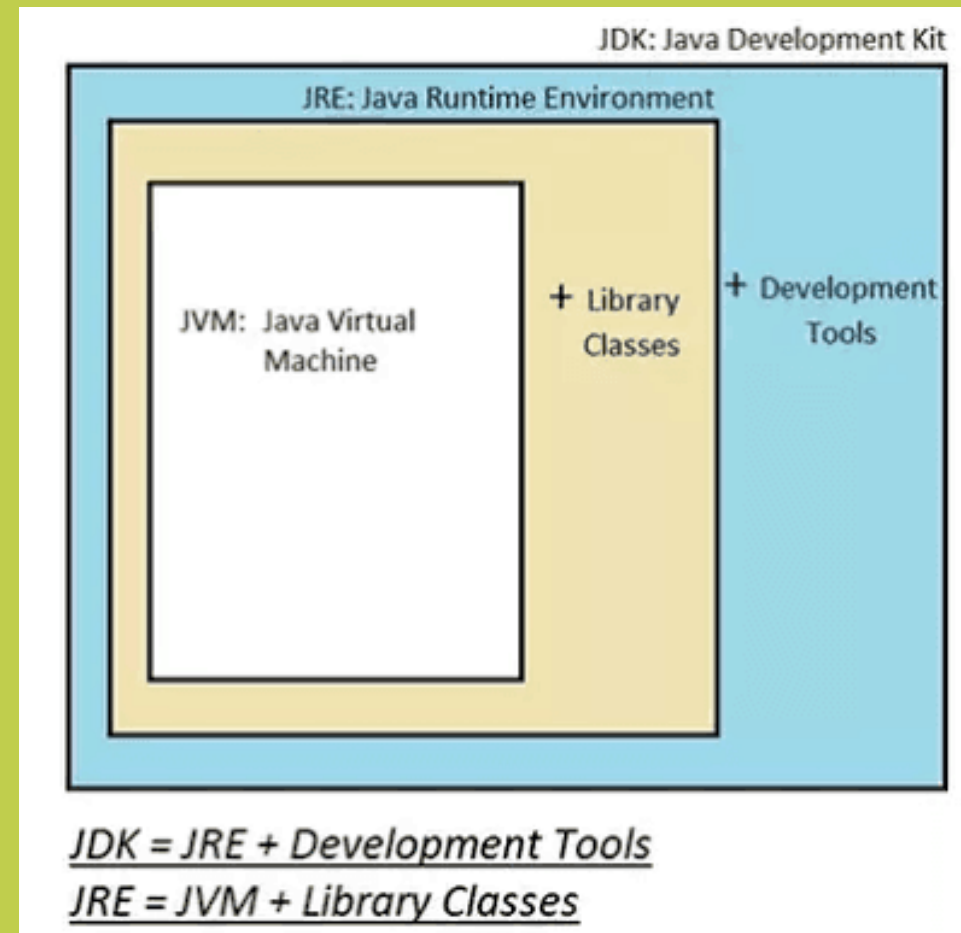 JDK: Java Development Kit
JRE: Java Runtime Environment
JVM: Java Virtual
Machine
+ Library
Classes
+ Development
Tools
JDK = JRE + Development Tools
JRE = JVM + Library Classes